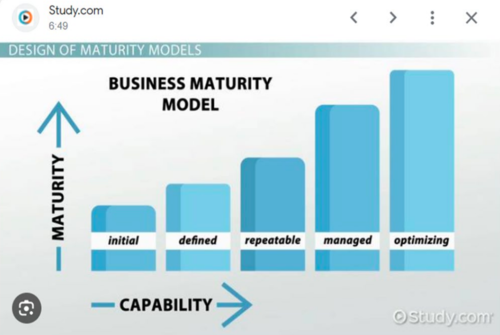 Study.com
6:49
DESIGN OF MATURITY MODELS
BUSINESS MATURITY
MODEL
MATURITY
initial
defined
repeatable
managed
optimizing
CAPABILITY
Study.com